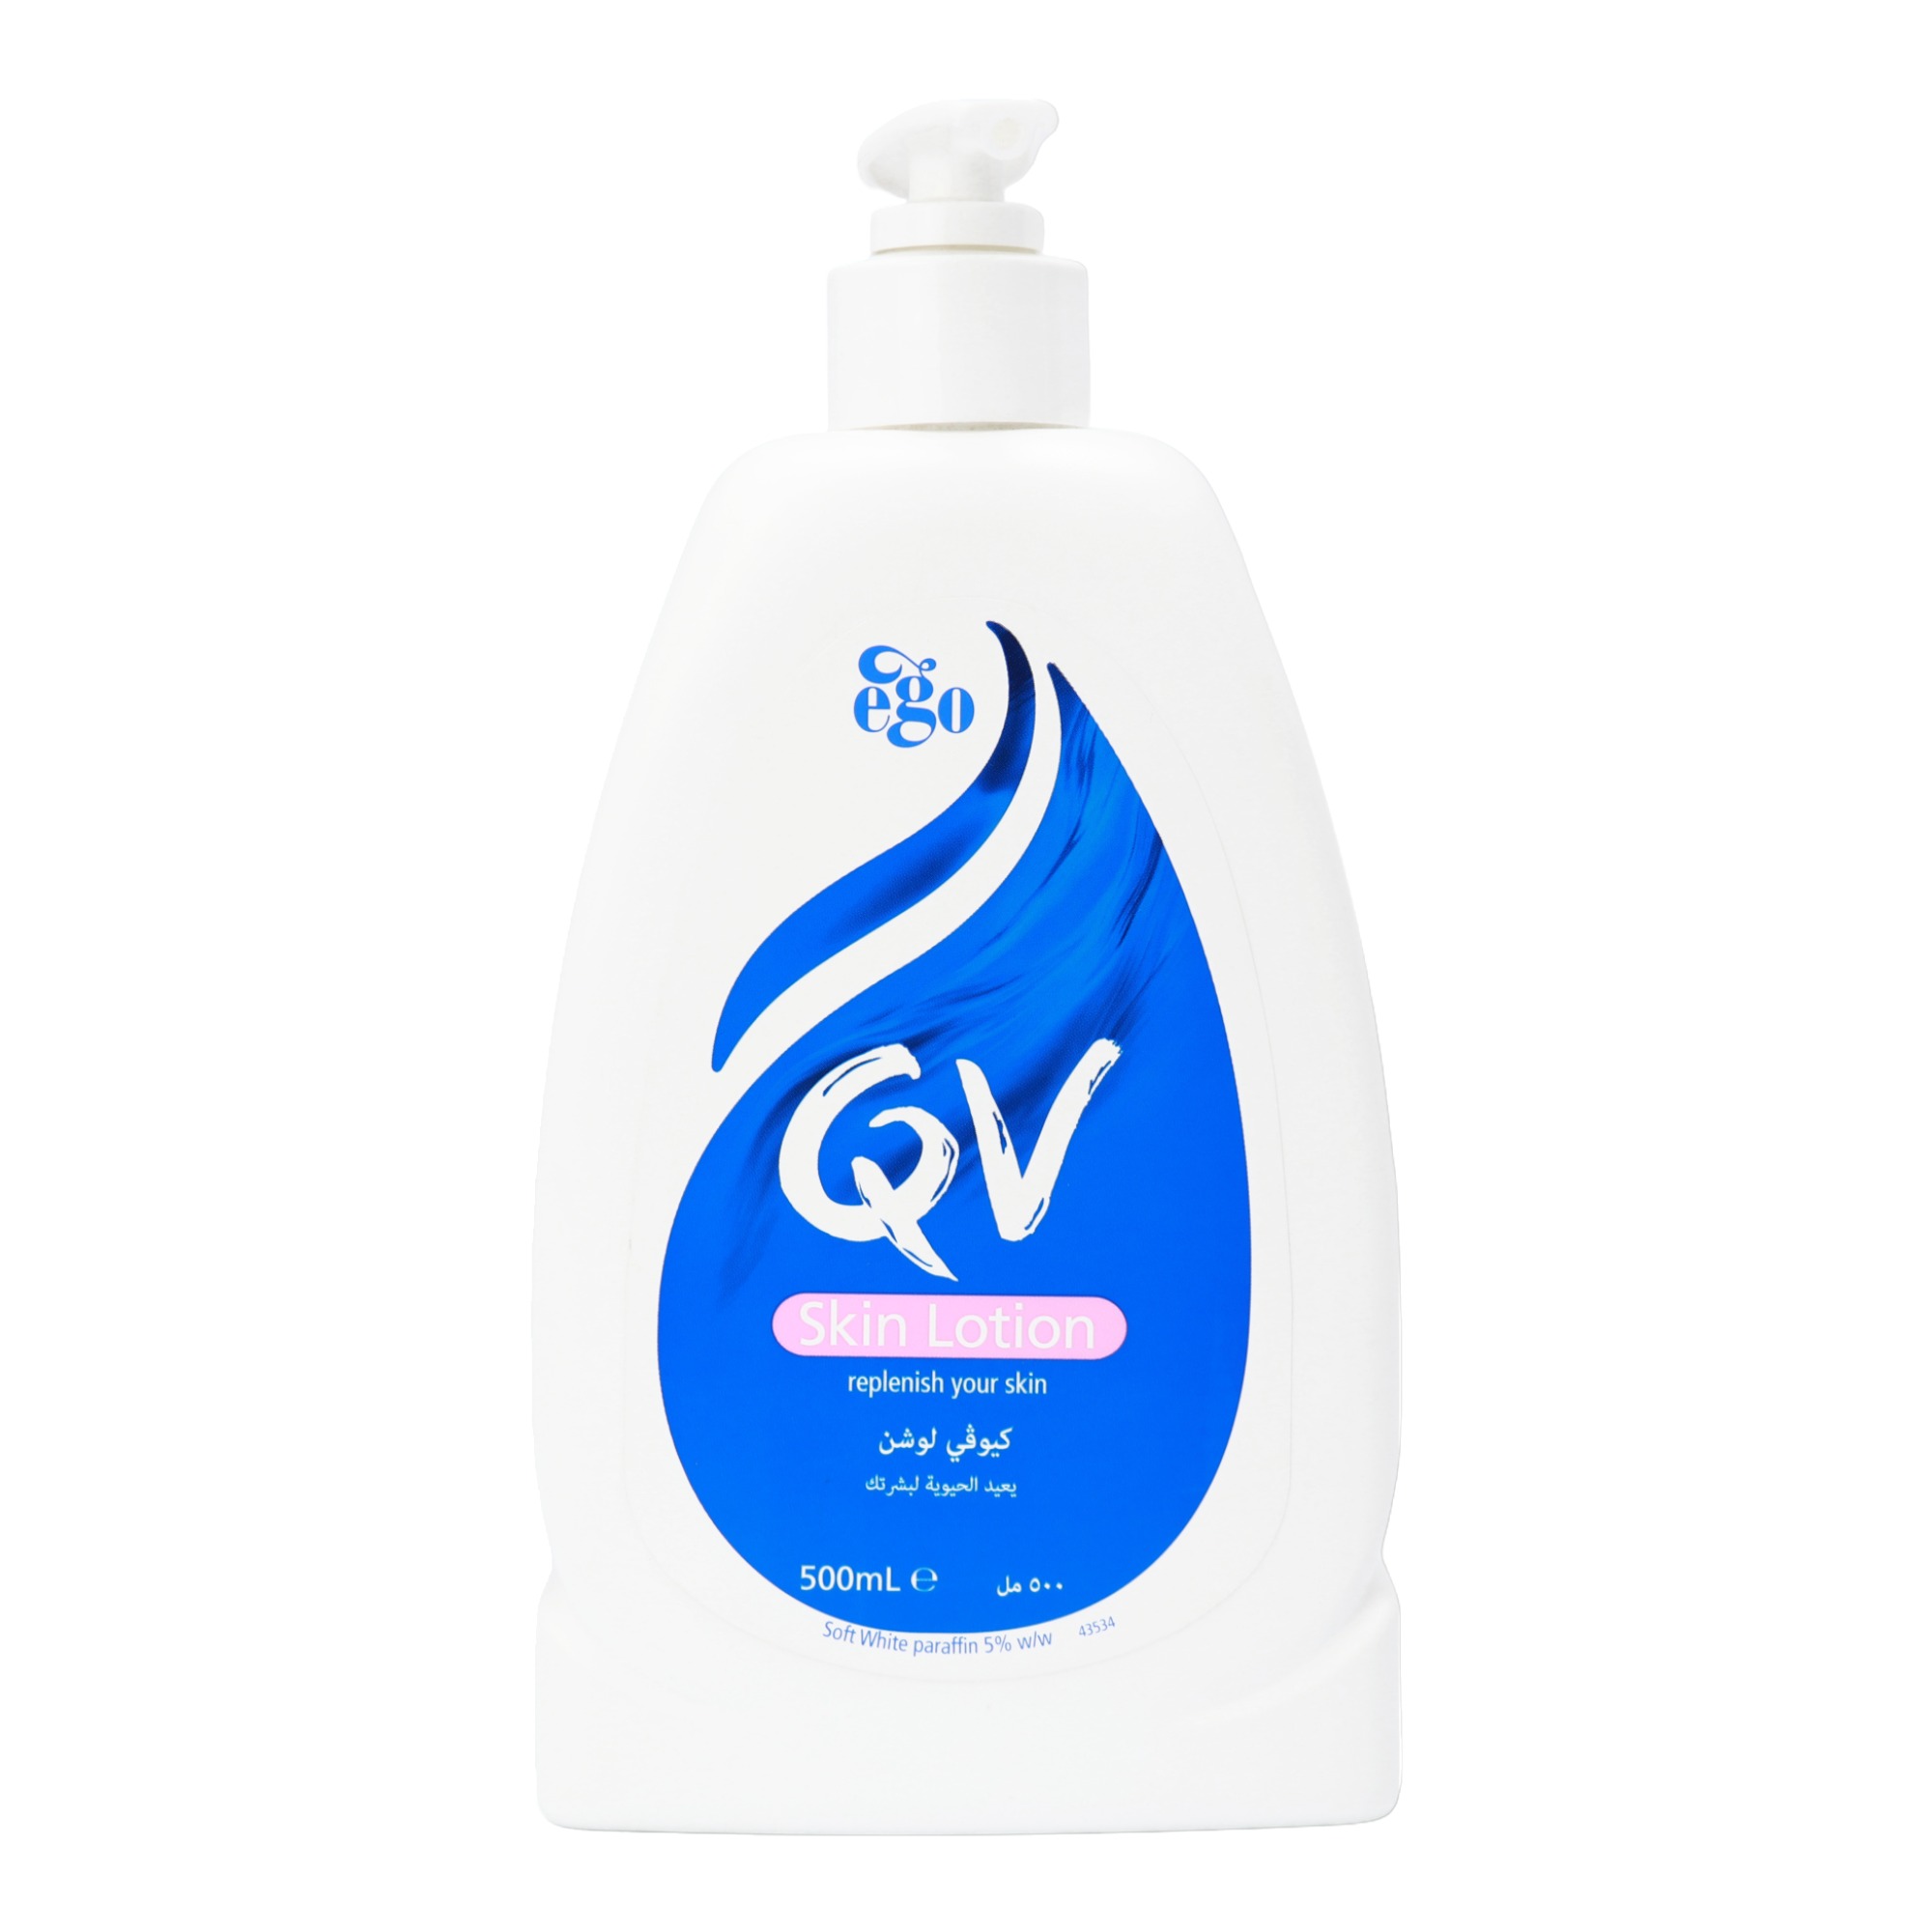 ego
QV
Skin Lotion
replenish your skin
كيوڤي لوشن
يعيد الحيوية لبشرتك
500mL ℮ ٥٠٠ مل
Soft White paraffin 5% w/w 43534